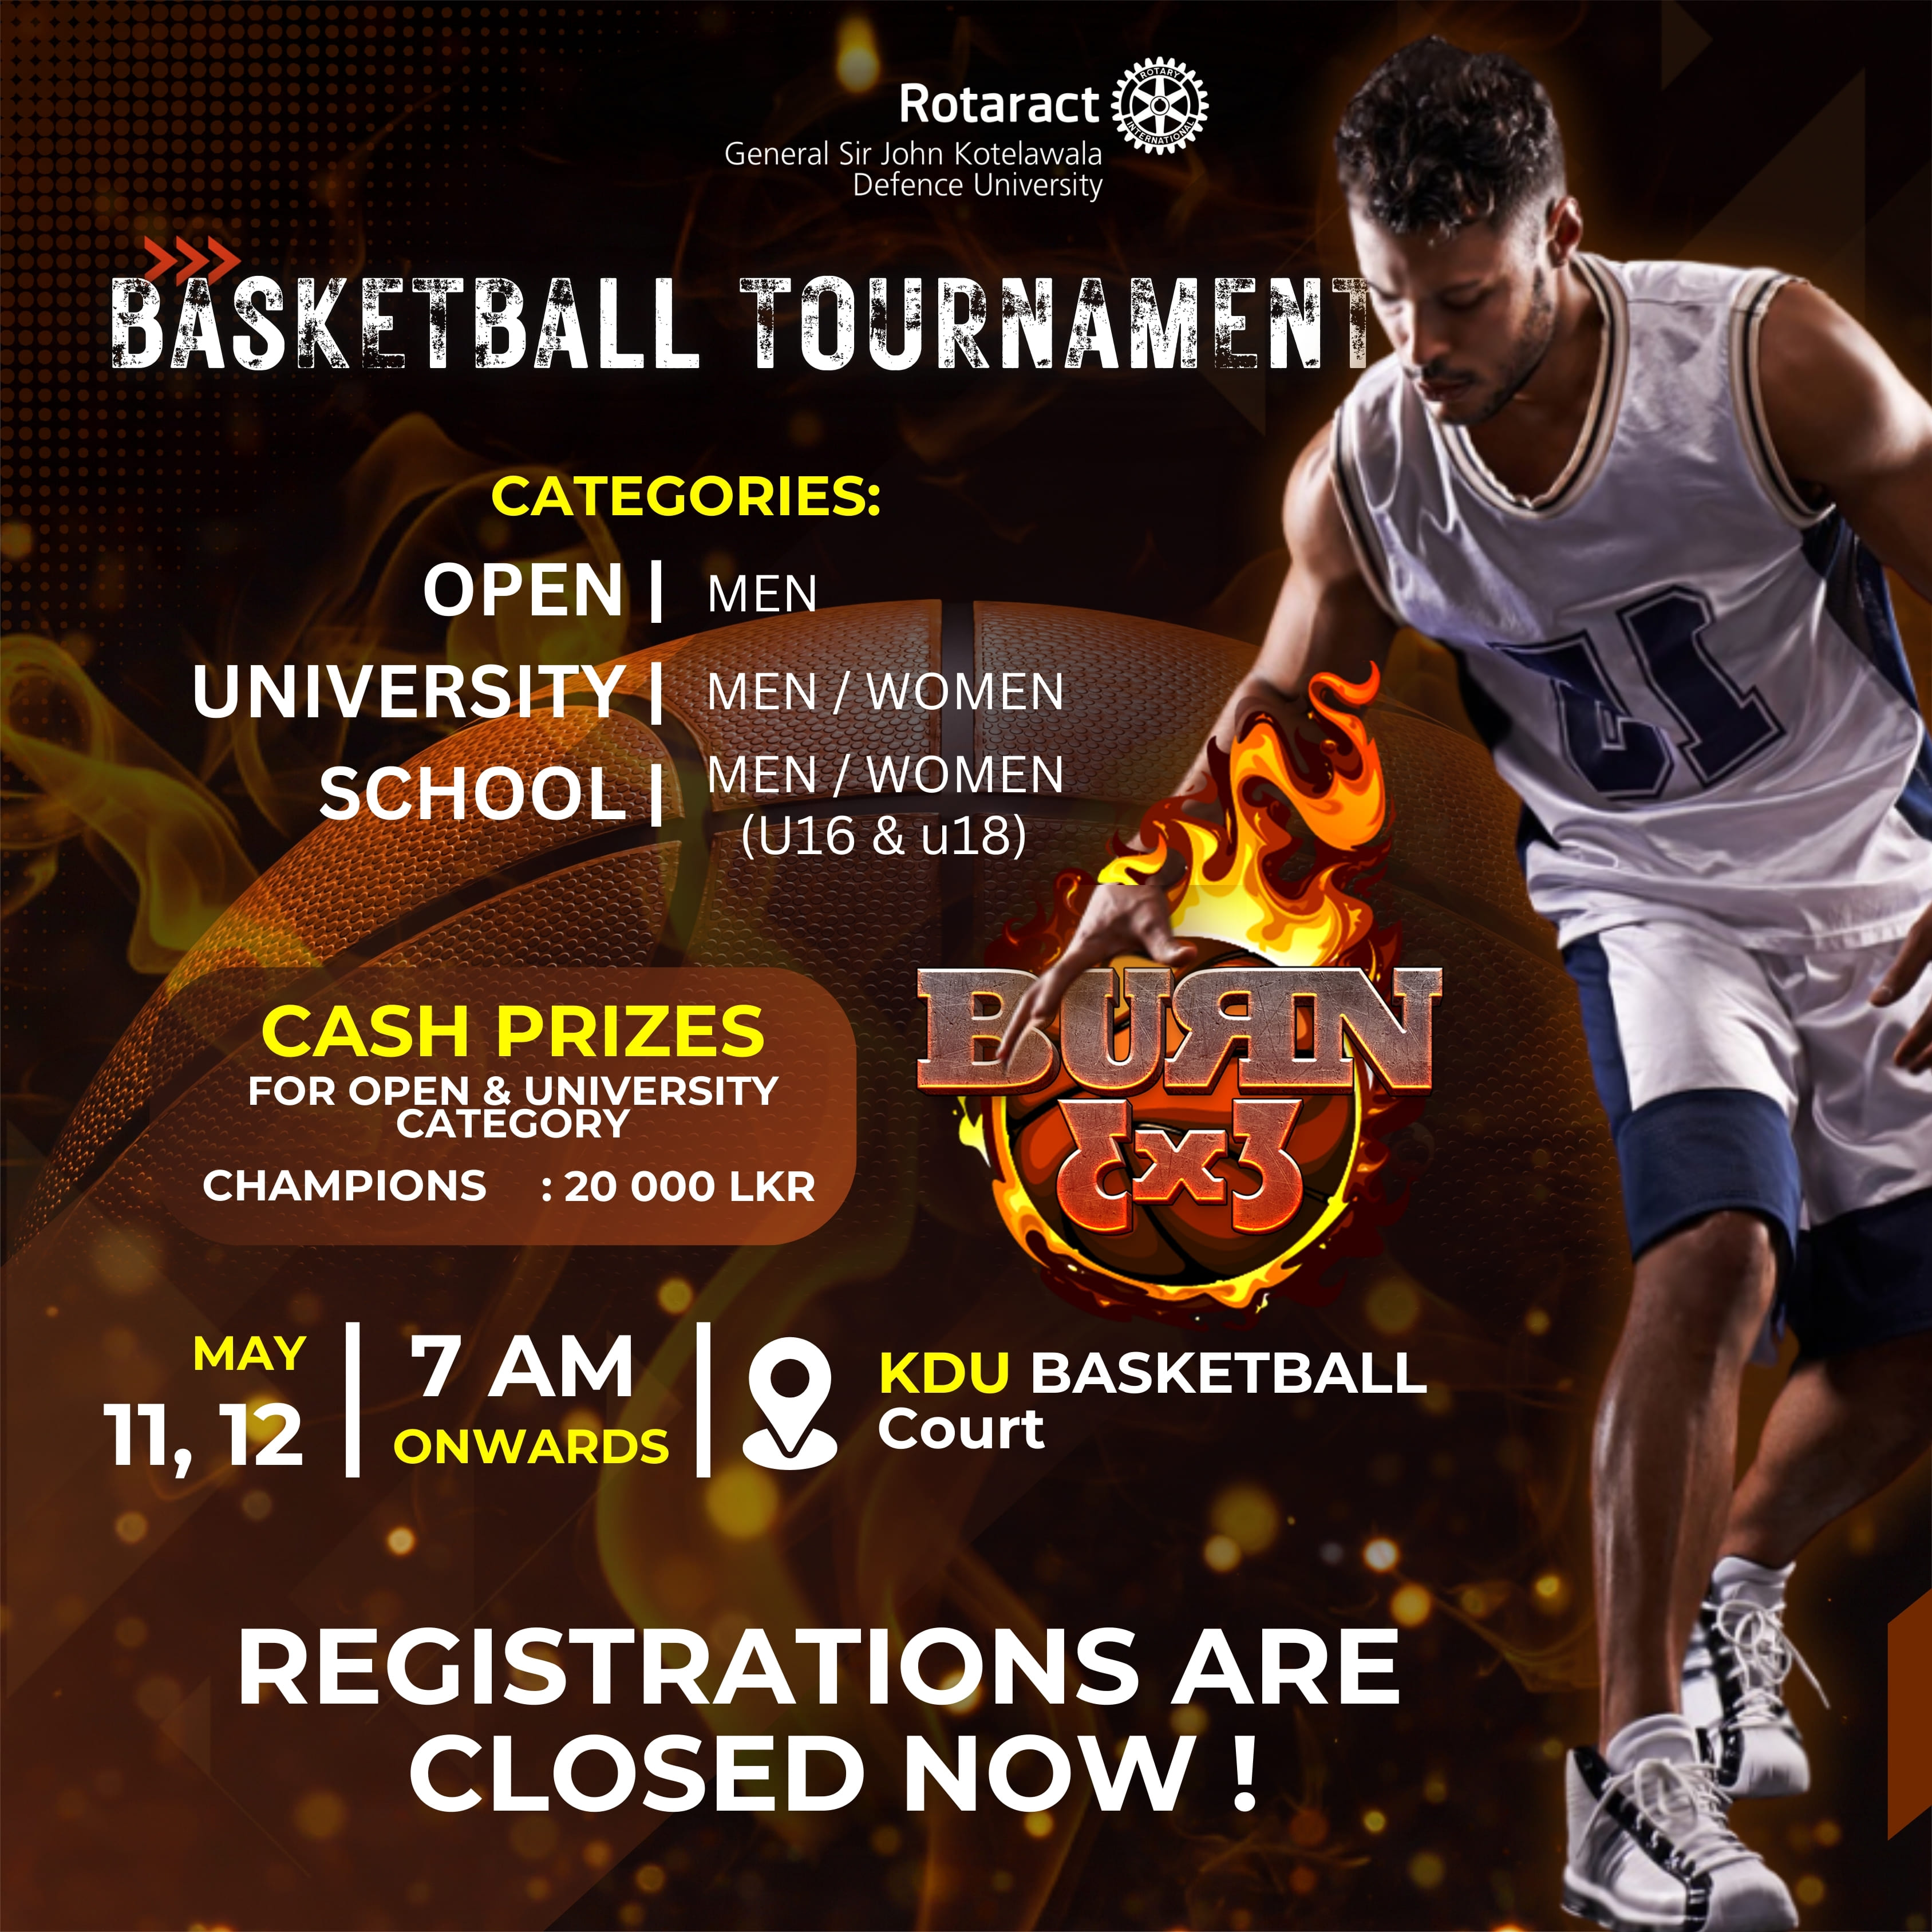 Rotaract
ROTARY
INTERNATIONAL
General Sir John Kotelawala
Defence University
BASKETBALL TOURNAMENT
CATEGORIES:
OPEN | MEN
UNIVERSITY | MEN / WOMEN
SCHOOL | MEN / WOMEN
(U16 & u18)
CASH PRIZES
FOR OPEN & UNIVERSITY
CATEGORY
CHAMPIONS : 20 000 LKR
BURN
3x3
MAY
11, 12
7 AM
ONWARDS
KDU BASKETBALL
Court
REGISTRATIONS ARE
CLOSED NOW !